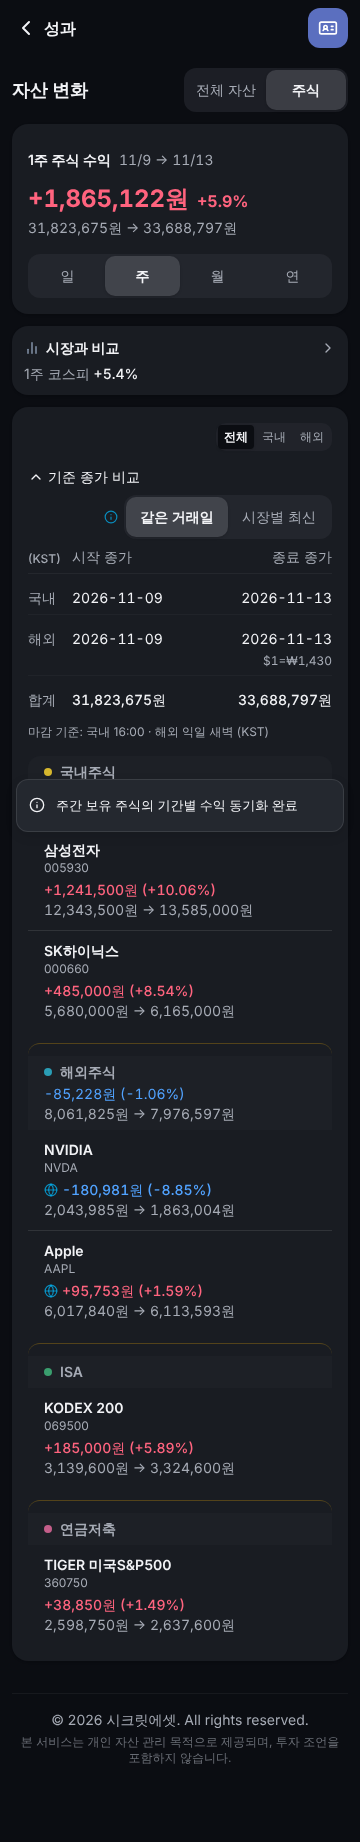 성과
자산 변화
전체 자산 주식
1주 주식 수익 11/9 → 11/13
+1,865,122원 +5.9%
31,823,675원 → 33,688,797원
일 주 월 연
시장과 비교
1주 코스피 +5.4%
전체 국내 해외
기준 종가 비교
같은 거래일 시장별 최신
(KST) 시작 종가 종료 종가
국내 2026-11-09 2026-11-13
해외 2026-11-09 2026-11-13
$1=₩1,430
합계 31,823,675원 33,688,797원
마감 기준: 국내 16:00 · 해외 익일 새벽 (KST)
국내주식
주간 보유 주식의 기간별 수익 동기화 완료
삼성전자
005930
+1,241,500원 (+10.06%)
12,343,500원 → 13,585,000원
SK하이닉스
000660
+485,000원 (+8.54%)
5,680,000원 → 6,165,000원
해외주식
-85,228원 (-1.06%)
8,061,825원 → 7,976,597원
NVIDIA
NVDA
-180,981원 (-8.85%)
2,043,985원 → 1,863,004원
Apple
AAPL
+95,753원 (+1.59%)
6,017,840원 → 6,113,593원
ISA
KODEX 200
069500
+185,000원 (+5.89%)
3,139,600원 → 3,324,600원
연금저축
TIGER 미국S&P500
360750
+38,850원 (+1.49%)
2,598,750원 → 2,637,600원
© 2026 시크릿에셋. All rights reserved.
본 서비스는 개인 자산 관리 목적으로 제공되며, 투자 조언을
포함하지 않습니다.